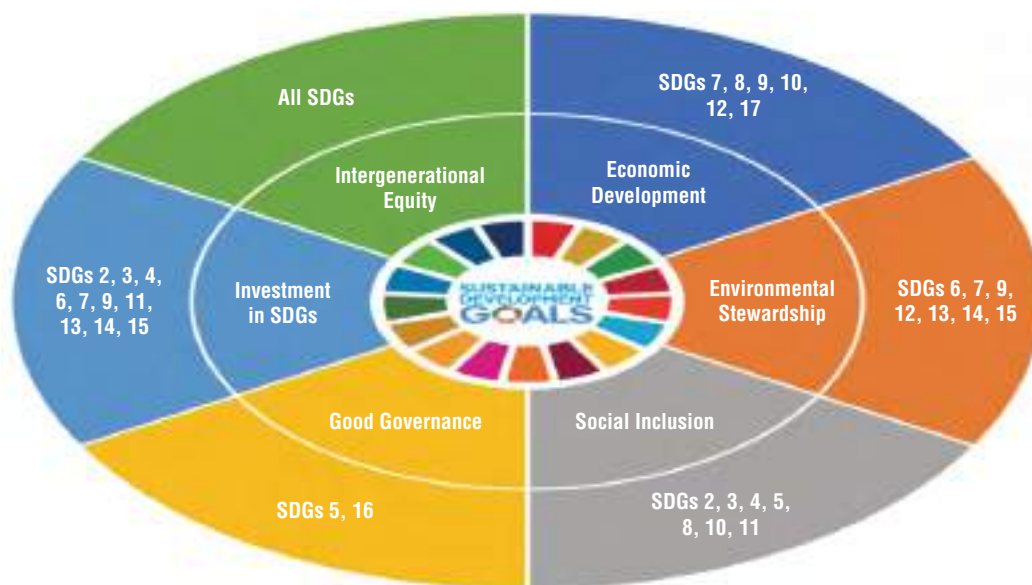 All SDGs
Intergenerational
Equity
SDGs 7, 8, 9, 10,
12, 17
Economic
Development
SDGs 2, 3, 4,
6, 7, 9, 11,
13, 14, 15
Investment
in SDGs
SUSTAINABLE
DEVELOPMENT
GOALS
Environmental
Stewardship
SDGs 6, 7, 9,
12, 13, 14, 15
Good Governance
SDGs 5, 16
Social Inclusion
SDGs 2, 3, 4, 5,
8, 10, 11